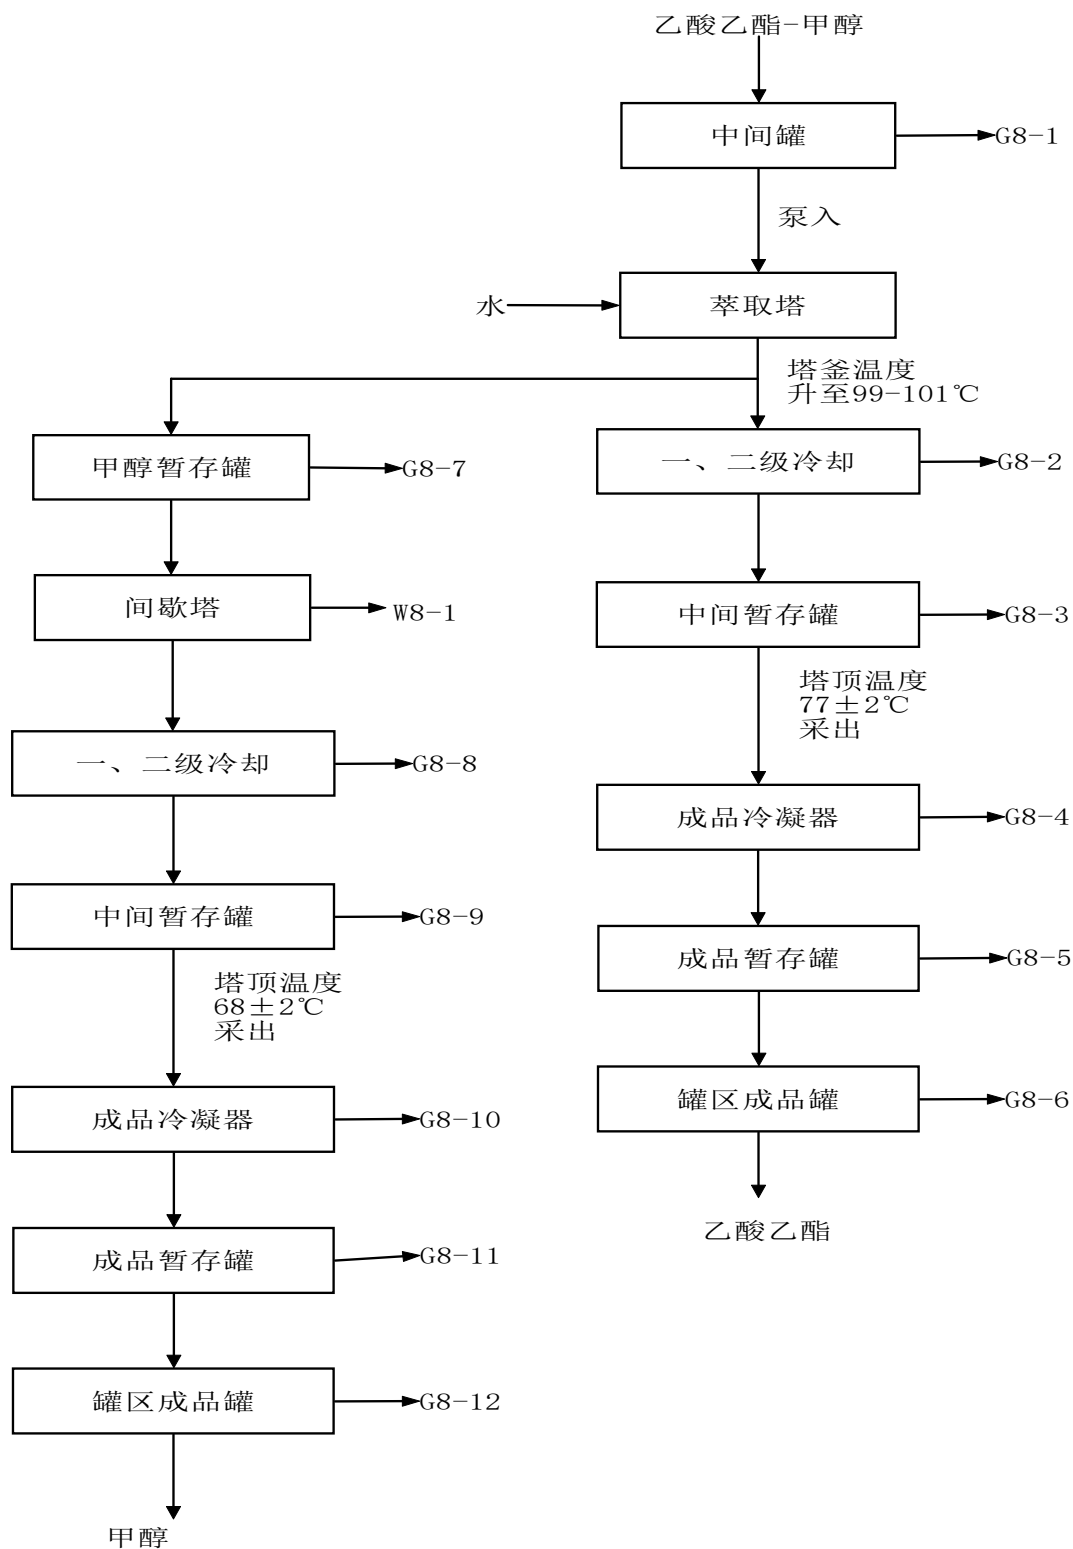 乙酸乙酯-甲醇
中间罐
G8-1
泵入
水
萃取塔
塔釜温度
升至99-101℃
一、二级冷却
G8-2
中间暂存罐
G8-3
塔顶温度
77±2℃
采出
成品冷凝器
G8-4
成品暂存罐
G8-5
罐区成品罐
G8-6
乙酸乙酯
甲醇暂存罐
G8-7
间歇塔
W8-1
一、二级冷却
G8-8
中间暂存罐
G8-9
塔顶温度
68±2℃
采出
成品冷凝器
G8-10
成品暂存罐
G8-11
罐区成品罐
G8-12
甲醇